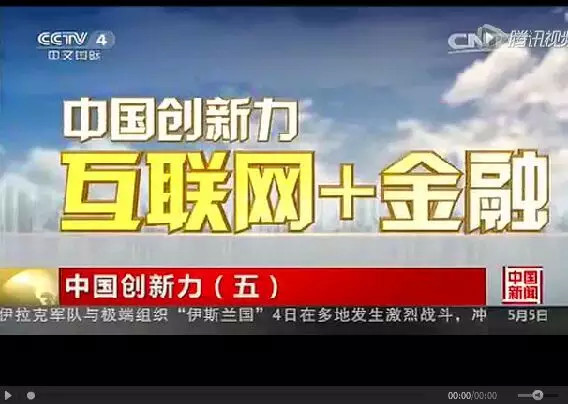 CCTV 4
中文国际
CN
腾讯视频
中国创新力
互联网+金融
中国创新力（五）
中国
新闻
伊拉克军队与极端组织“伊斯兰国”4日在多地发生激烈战斗，冲
5月5日
00:00/00:00